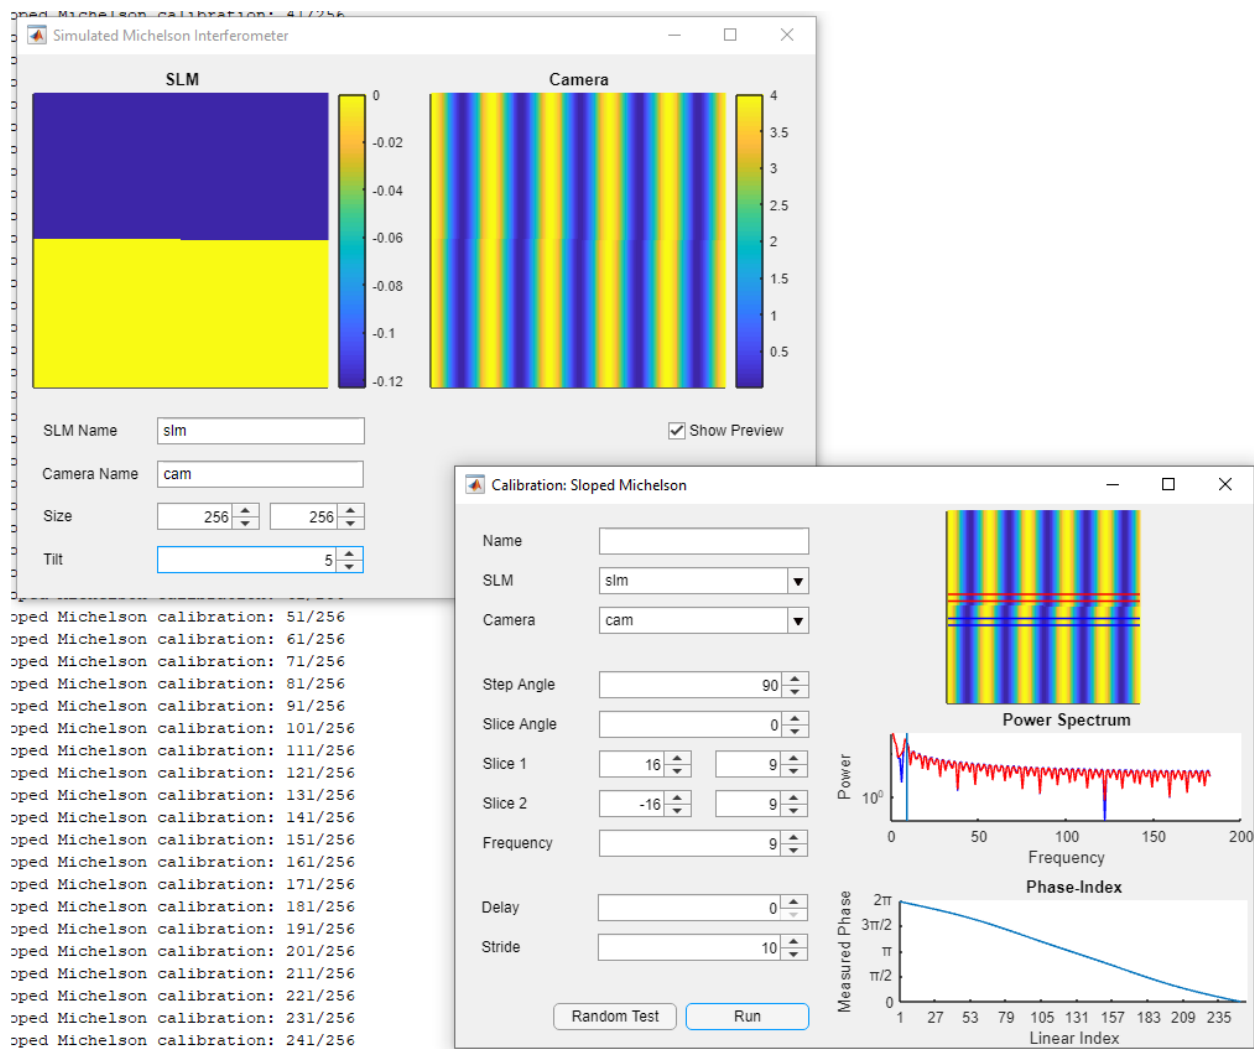 oped Michelson calibration: 41/256
Simulated Michelson Interferometer
SLM
Camera
0
-0.02
-0.04
-0.06
-0.08
-0.1
-0.12
4
3.5
3
2.5
2
1.5
1
0.5
SLM Name
slm
Show Preview
Camera Name
cam
Size
256
256
Tilt
5
oped Michelson calibration: 51/256
oped Michelson calibration: 61/256
oped Michelson calibration: 71/256
oped Michelson calibration: 81/256
oped Michelson calibration: 91/256
oped Michelson calibration: 101/256
oped Michelson calibration: 111/256
oped Michelson calibration: 121/256
oped Michelson calibration: 131/256
oped Michelson calibration: 141/256
oped Michelson calibration: 151/256
oped Michelson calibration: 161/256
oped Michelson calibration: 171/256
oped Michelson calibration: 181/256
oped Michelson calibration: 191/256
oped Michelson calibration: 201/256
oped Michelson calibration: 211/256
oped Michelson calibration: 221/256
oped Michelson calibration: 231/256
oped Michelson calibration: 241/256
Calibration: Sloped Michelson
Name
SLM
slm
Camera
cam
Step Angle
90
Slice Angle
0
Slice 1
16
9
Slice 2
-16
9
Frequency
9
Delay
0
Stride
10
Random Test
Run
Power Spectrum
Power
10⁰
0 50 100 150 200
Frequency
Phase-Index
Measured Phase
2π
3π/2
π
π/2
0
1 27 53 79 105 131 157 183 209 235
Linear Index